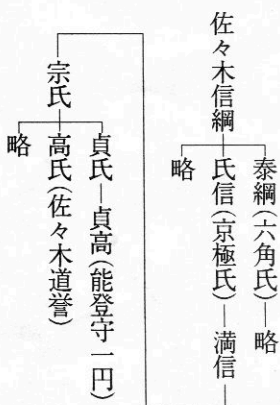 佐々木信綱
泰綱(六角氏)―略
氏信(京極氏)―満信
略
宗氏
貞氏―貞高(能登守一円)
高氏(佐々木道誉)
略